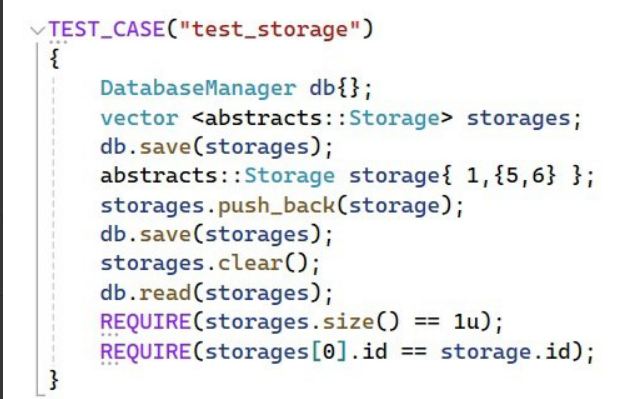 TEST_CASE("test_storage")
{
DatabaseManager db{};
vector <abstracts::Storage> storages;
db.save(storages);
abstracts::Storage storage{ 1,{5,6} };
storages.push_back(storage);
db.save(storages);
storages.clear();
db.read(storages);
REQUIRE(storages.size() == 1u);
REQUIRE(storages[0].id == storage.id);
}